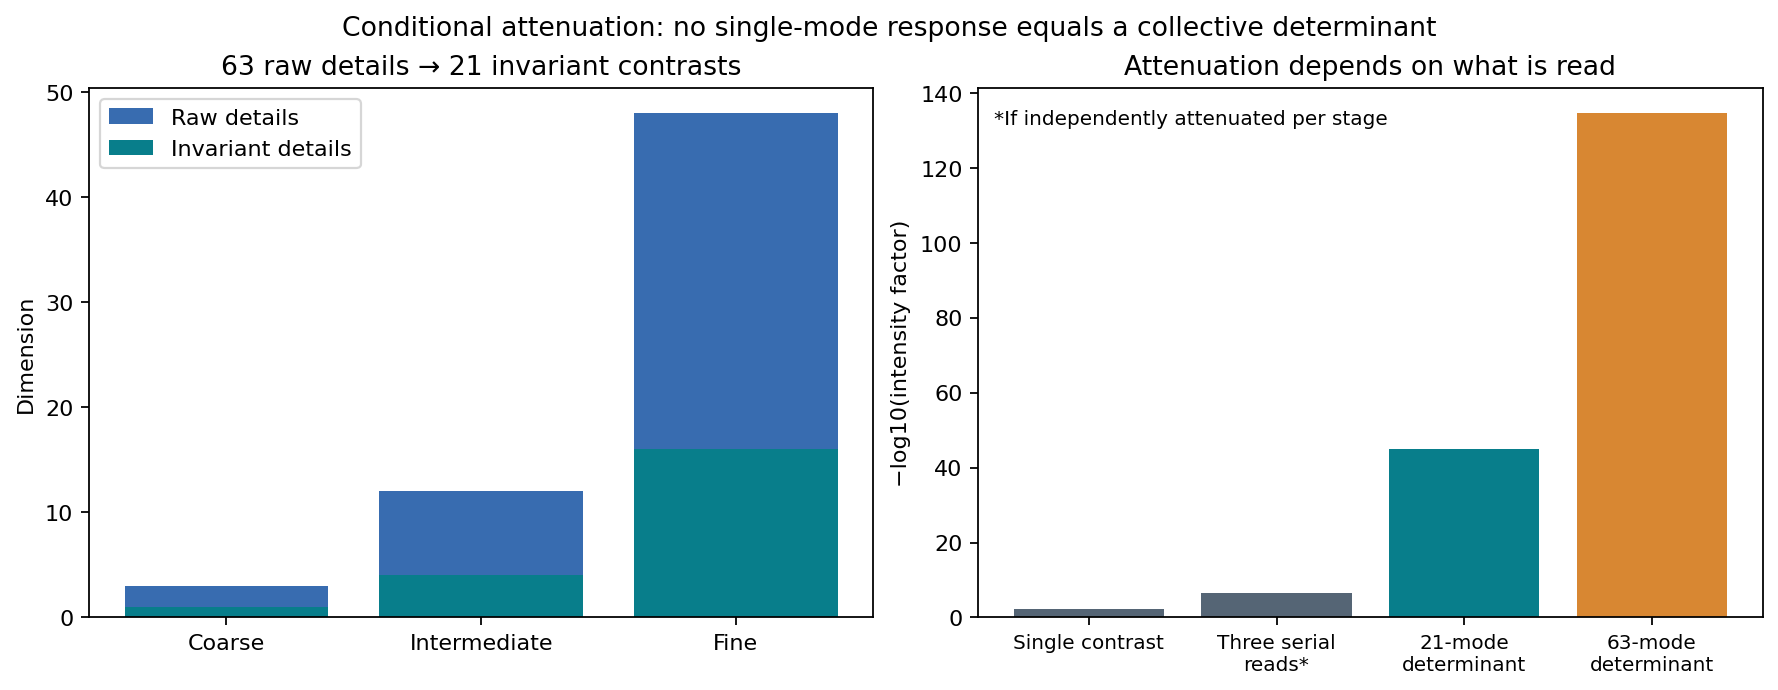 Conditional attenuation: no single-mode response equals a collective determinant
63 raw details → 21 invariant contrasts
Raw details
Invariant details
Dimension
50
40
30
20
10
0
Coarse
Intermediate
Fine
Attenuation depends on what is read
*If independently attenuated per stage
−log10(intensity factor)
140
120
100
80
60
40
20
0
Single contrast
Three serial
reads*
21-mode
determinant
63-mode
determinant